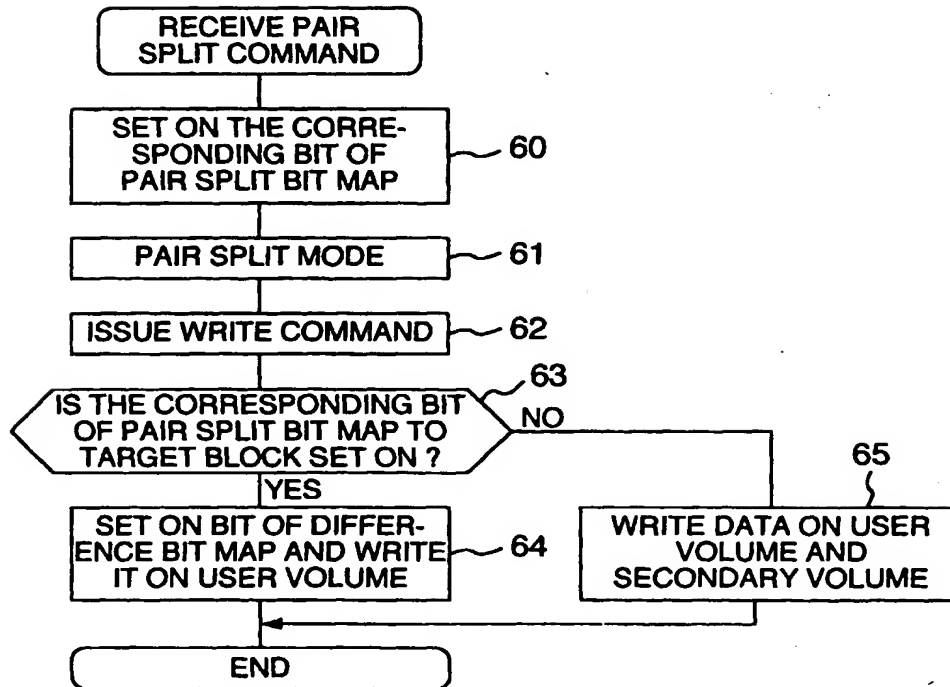 RECEIVE PAIR
SPLIT COMMAND
SET ON THE CORRE-
SPONDING BIT OF
PAIR SPLIT BIT MAP
60
PAIR SPLIT MODE
61
ISSUE WRITE COMMAND
62
63
IS THE CORRESPONDING BIT
OF PAIR SPLIT BIT MAP TO
TARGET BLOCK SET ON ?
NO
YES
SET ON BIT OF DIFFER-
ENCE BIT MAP AND WRITE
IT ON USER VOLUME
64
65
WRITE DATA ON USER
VOLUME AND
SECONDARY VOLUME
END